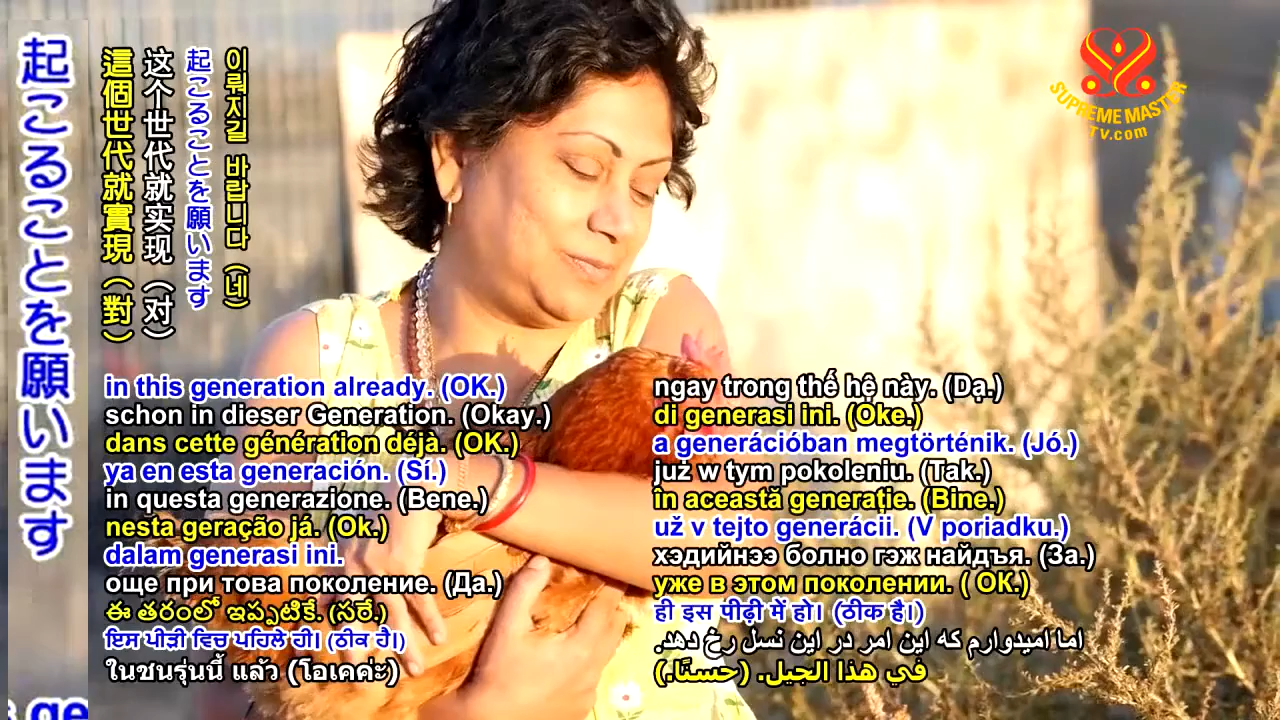 起こることを願います
這個世代就實現（對）
这个世代就实现（对）
起こることを願います
이뤄지길 바랍니다 (네)
SUPREME MASTER
TV.com
in this generation already. (OK.)
schon in dieser Generation. (Okay.)
dans cette génération déjà. (OK.)
ya en esta generación. (Sí.)
in questa generazione. (Bene.)
nesta geração já. (Ok.)
dalam generasi ini.
още при това поколение. (Да.)
ఈ తరంలో ఇప్పటికే. (సరే.)
ਇਸ ਪੀੜੀ ਵਿਚ ਪਹਿਲੇ ਹੀ। (ਠੀਕ ਹੈ।)
ในชนรุ่นนี้ แล้ว (โอเคค่ะ)
ngay trong thế hệ này. (Dạ.)
di generasi ini. (Oke.)
a generációban megtörténik. (Jó.)
już w tym pokoleniu. (Tak.)
în această generaţie. (Bine.)
už v tejto generácii. (V poriadku.)
хэдийнээ болно гэж найдъя. (За.)
уже в этом поколении. ( ОК.)
ही इस पीढ़ी में हो। (ठीक है।)
اما امیدوارم که این امر در این نسل رخ دهد.
في هذا الجيل. (حسنًا.)